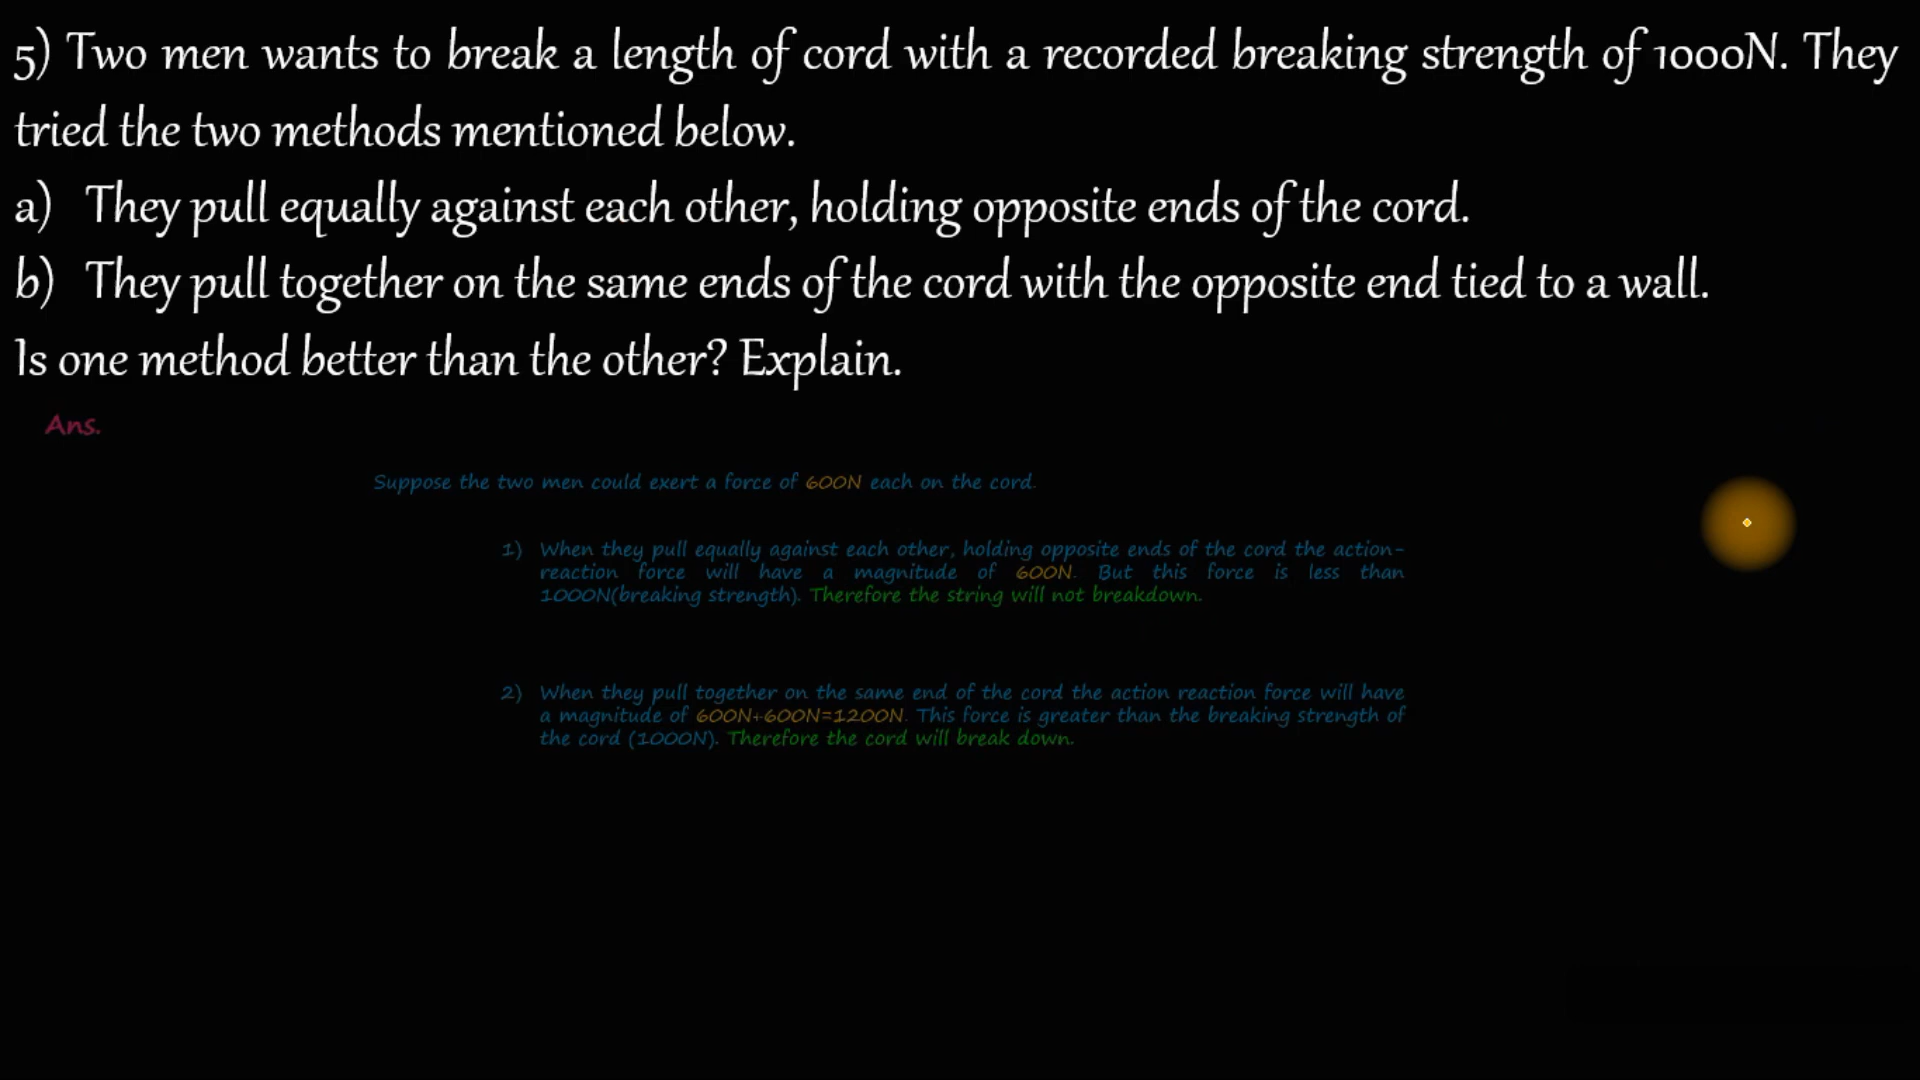 5) Two men wants to break a length of cord with a recorded breaking strength of 1000N. They
tried the two methods mentioned below.
a) They pull equally against each other, holding opposite ends of the cord.
b) They pull together on the same ends of the cord with the opposite end tied to a wall.
Is one method better than the other? Explain.
Ans.
Suppose the two men could exert a force of 600N each on the cord.
1) When they pull equally against each other, holding opposite ends of the cord the action-
reaction force will have a magnitude of 600N. But this force is less than
1000N(breaking strength). Therefore the string will not breakdown.
2) When they pull together on the same end of the cord the action reaction force will have
a magnitude of 600N+600N=1200N. This force is greater than the breaking strength of
the cord (1000N). Therefore the cord will break down.